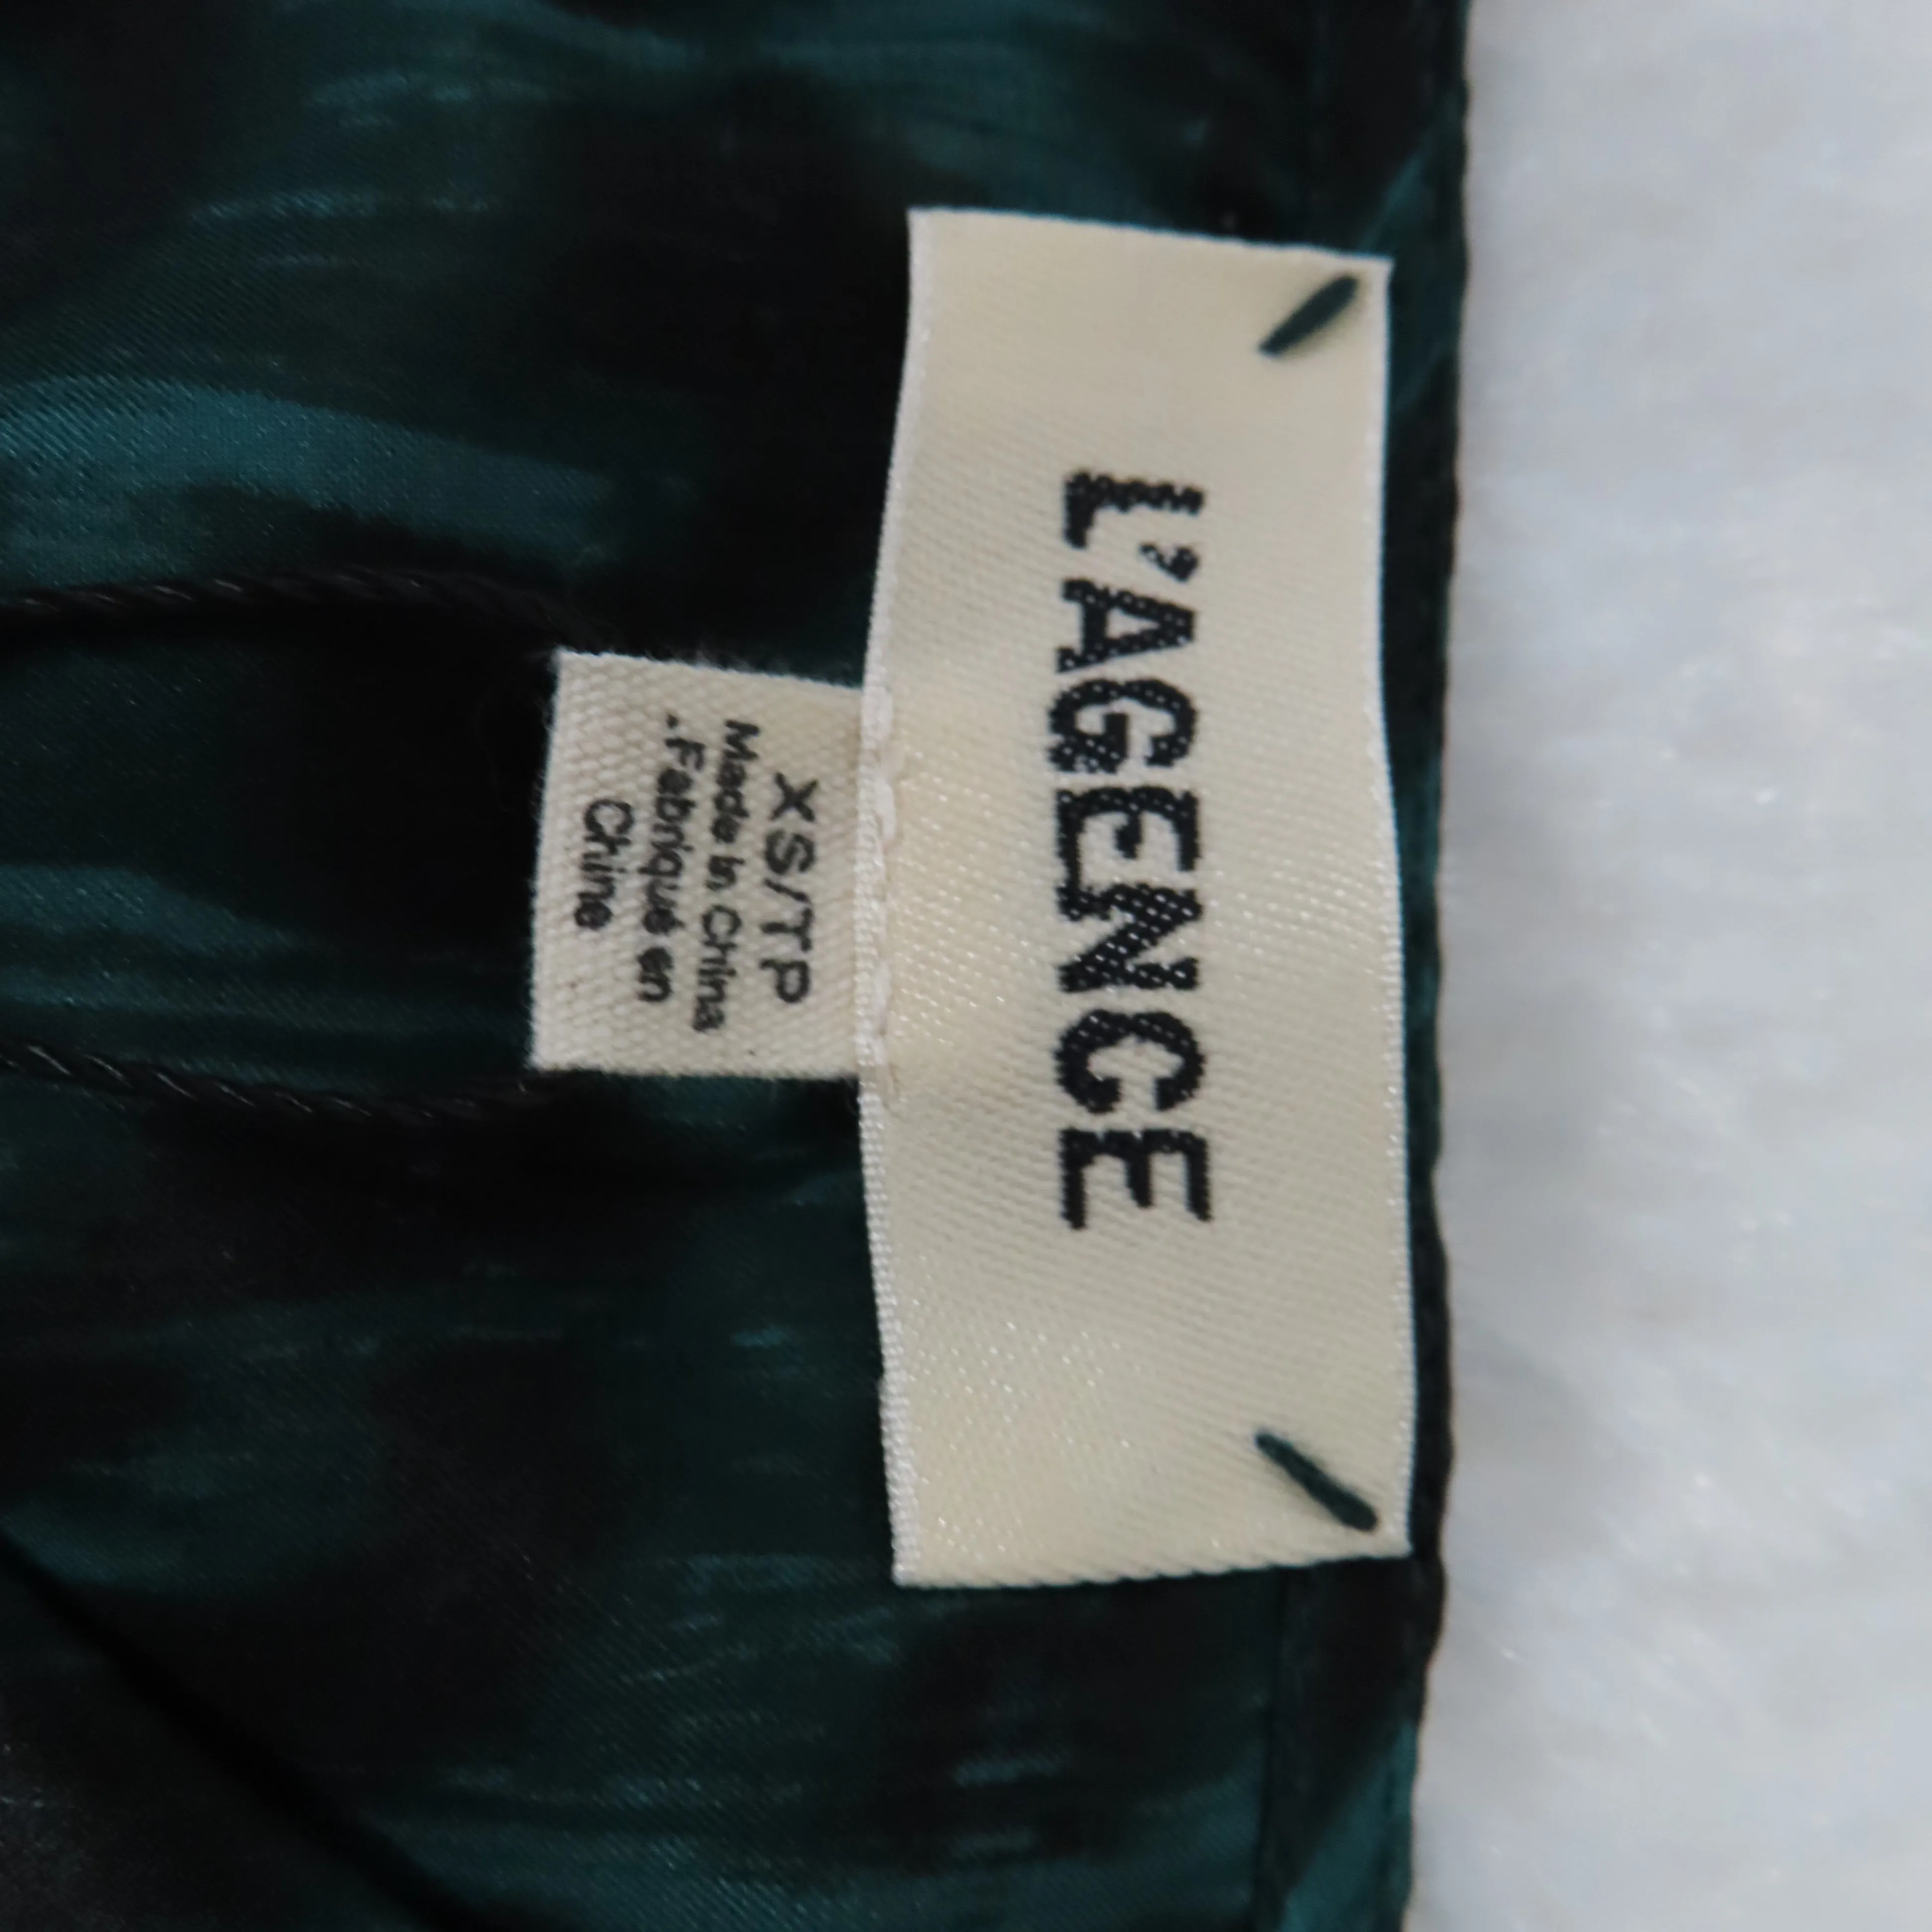 L'AGENCE
XS/TP
Made in China
.Fabriqué en
Chine